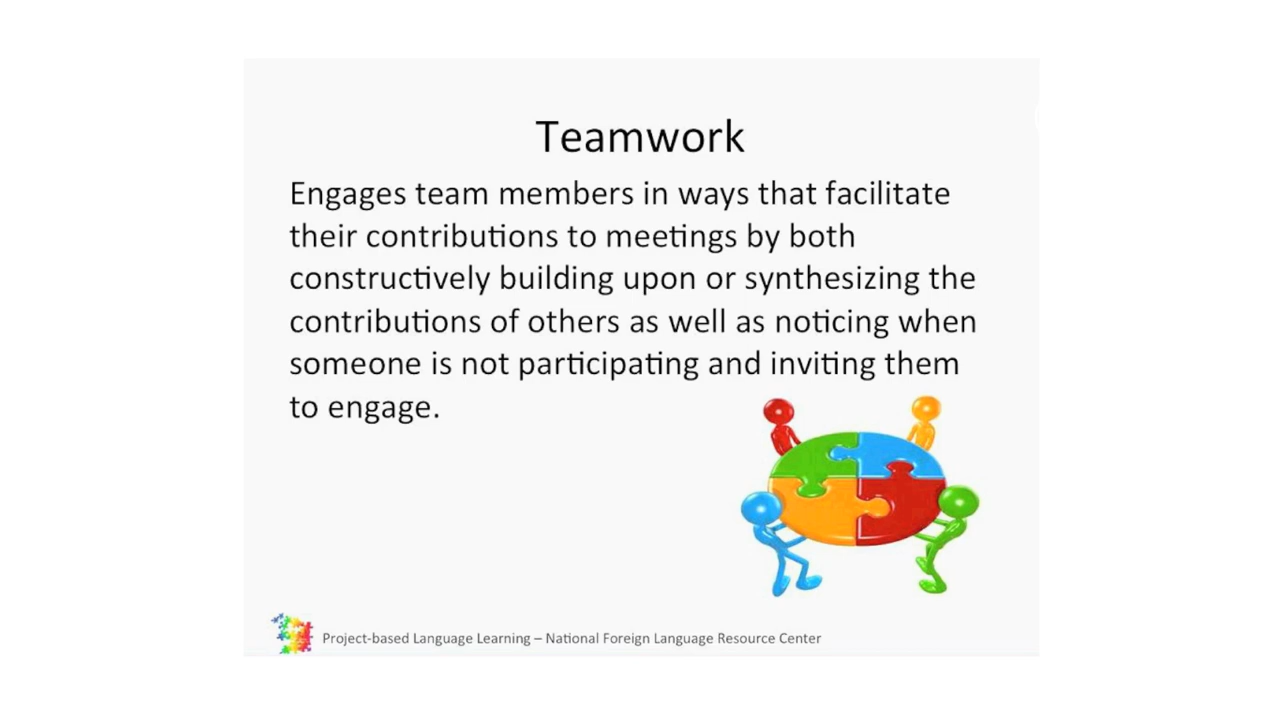 Teamwork
Engages team members in ways that facilitate
their contributions to meetings by both
constructively building upon or synthesizing the
contributions of others as well as noticing when
someone is not participating and inviting them
to engage.
Project-based Language Learning – National Foreign Language Resource Center